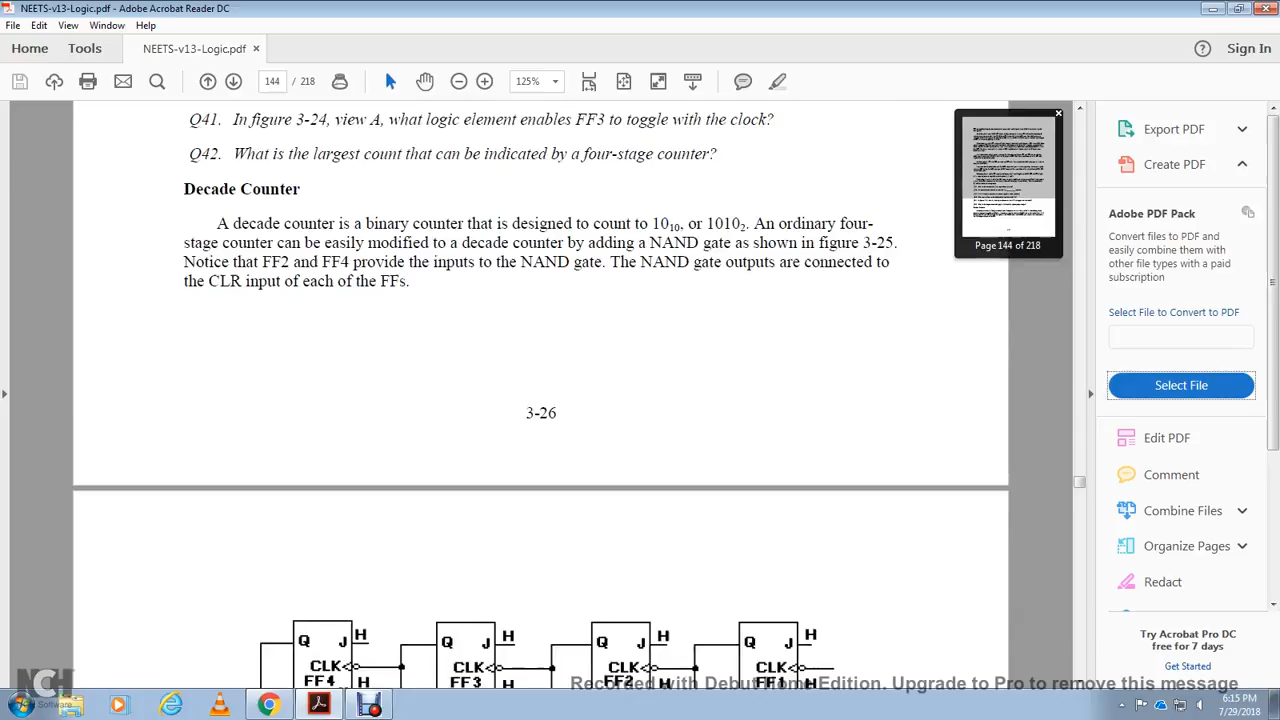 NEETS-v13-Logic.pdf - Adobe Acrobat Reader DC
File Edit View Window Help
Home Tools NEETS-v13-Logic.pdf × Sign In
144 / 218 125%
Q41. In figure 3-24, view A, what logic element enables FF3 to toggle with the clock?
Q42. What is the largest count that can be indicated by a four-stage counter?
Decade Counter
A decade counter is a binary counter that is designed to count to 10₁₀, or 1010₂. An ordinary four-
stage counter can be easily modified to a decade counter by adding a NAND gate as shown in figure 3-25.
Notice that FF2 and FF4 provide the inputs to the NAND gate. The NAND gate outputs are connected to
the CLR input of each of the FFs.
3-26
Q J H Q J H Q J H Q J H
CLK CLK CLK CLK
FF4 H FF3 H FF2 H FF1 H
Page 144 of 218
Export PDF
Create PDF
Adobe PDF Pack
Convert files to PDF and
easily combine them with
other file types with a paid
subscription
Select File to Convert to PDF
Select File
Edit PDF
Comment
Combine Files
Organize Pages
Redact
Try Acrobat Pro DC
free for 7 days
Get Started
Recorded with Debut Home Edition. Upgrade to Pro to remove this message
NCH
Software
6:15 PM
7/29/2018